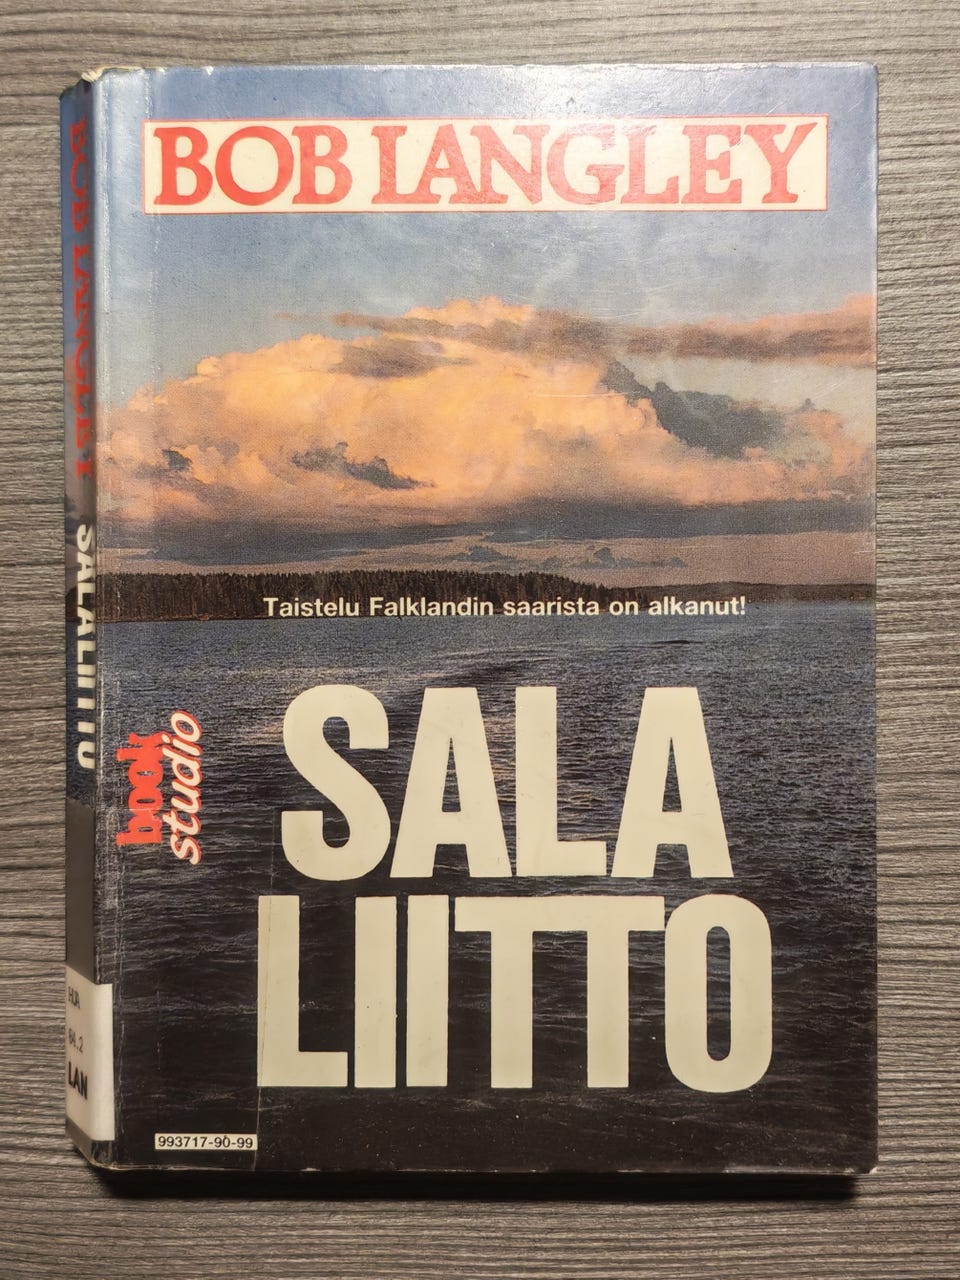 BOB LANGLEY
Taistelu Falklandin saarista on alkanut!
SALA
LIITTO
book
studio
993717-90-99
BOB LANGLEY
SALALIITTO
84.2
LAN